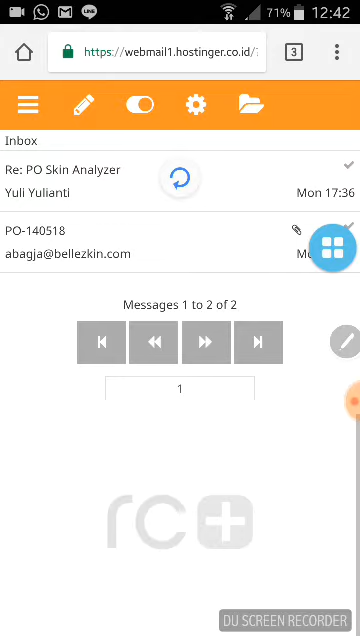 71% 12:42
https://webmail1.hostinger.co.id/?
3
Inbox
Re: PO Skin Analyzer
Yuli Yulianti Mon 17:36
PO-140518
abagja@bellezkin.com
Messages 1 to 2 of 2
1
rc+
DU SCREEN RECORDER